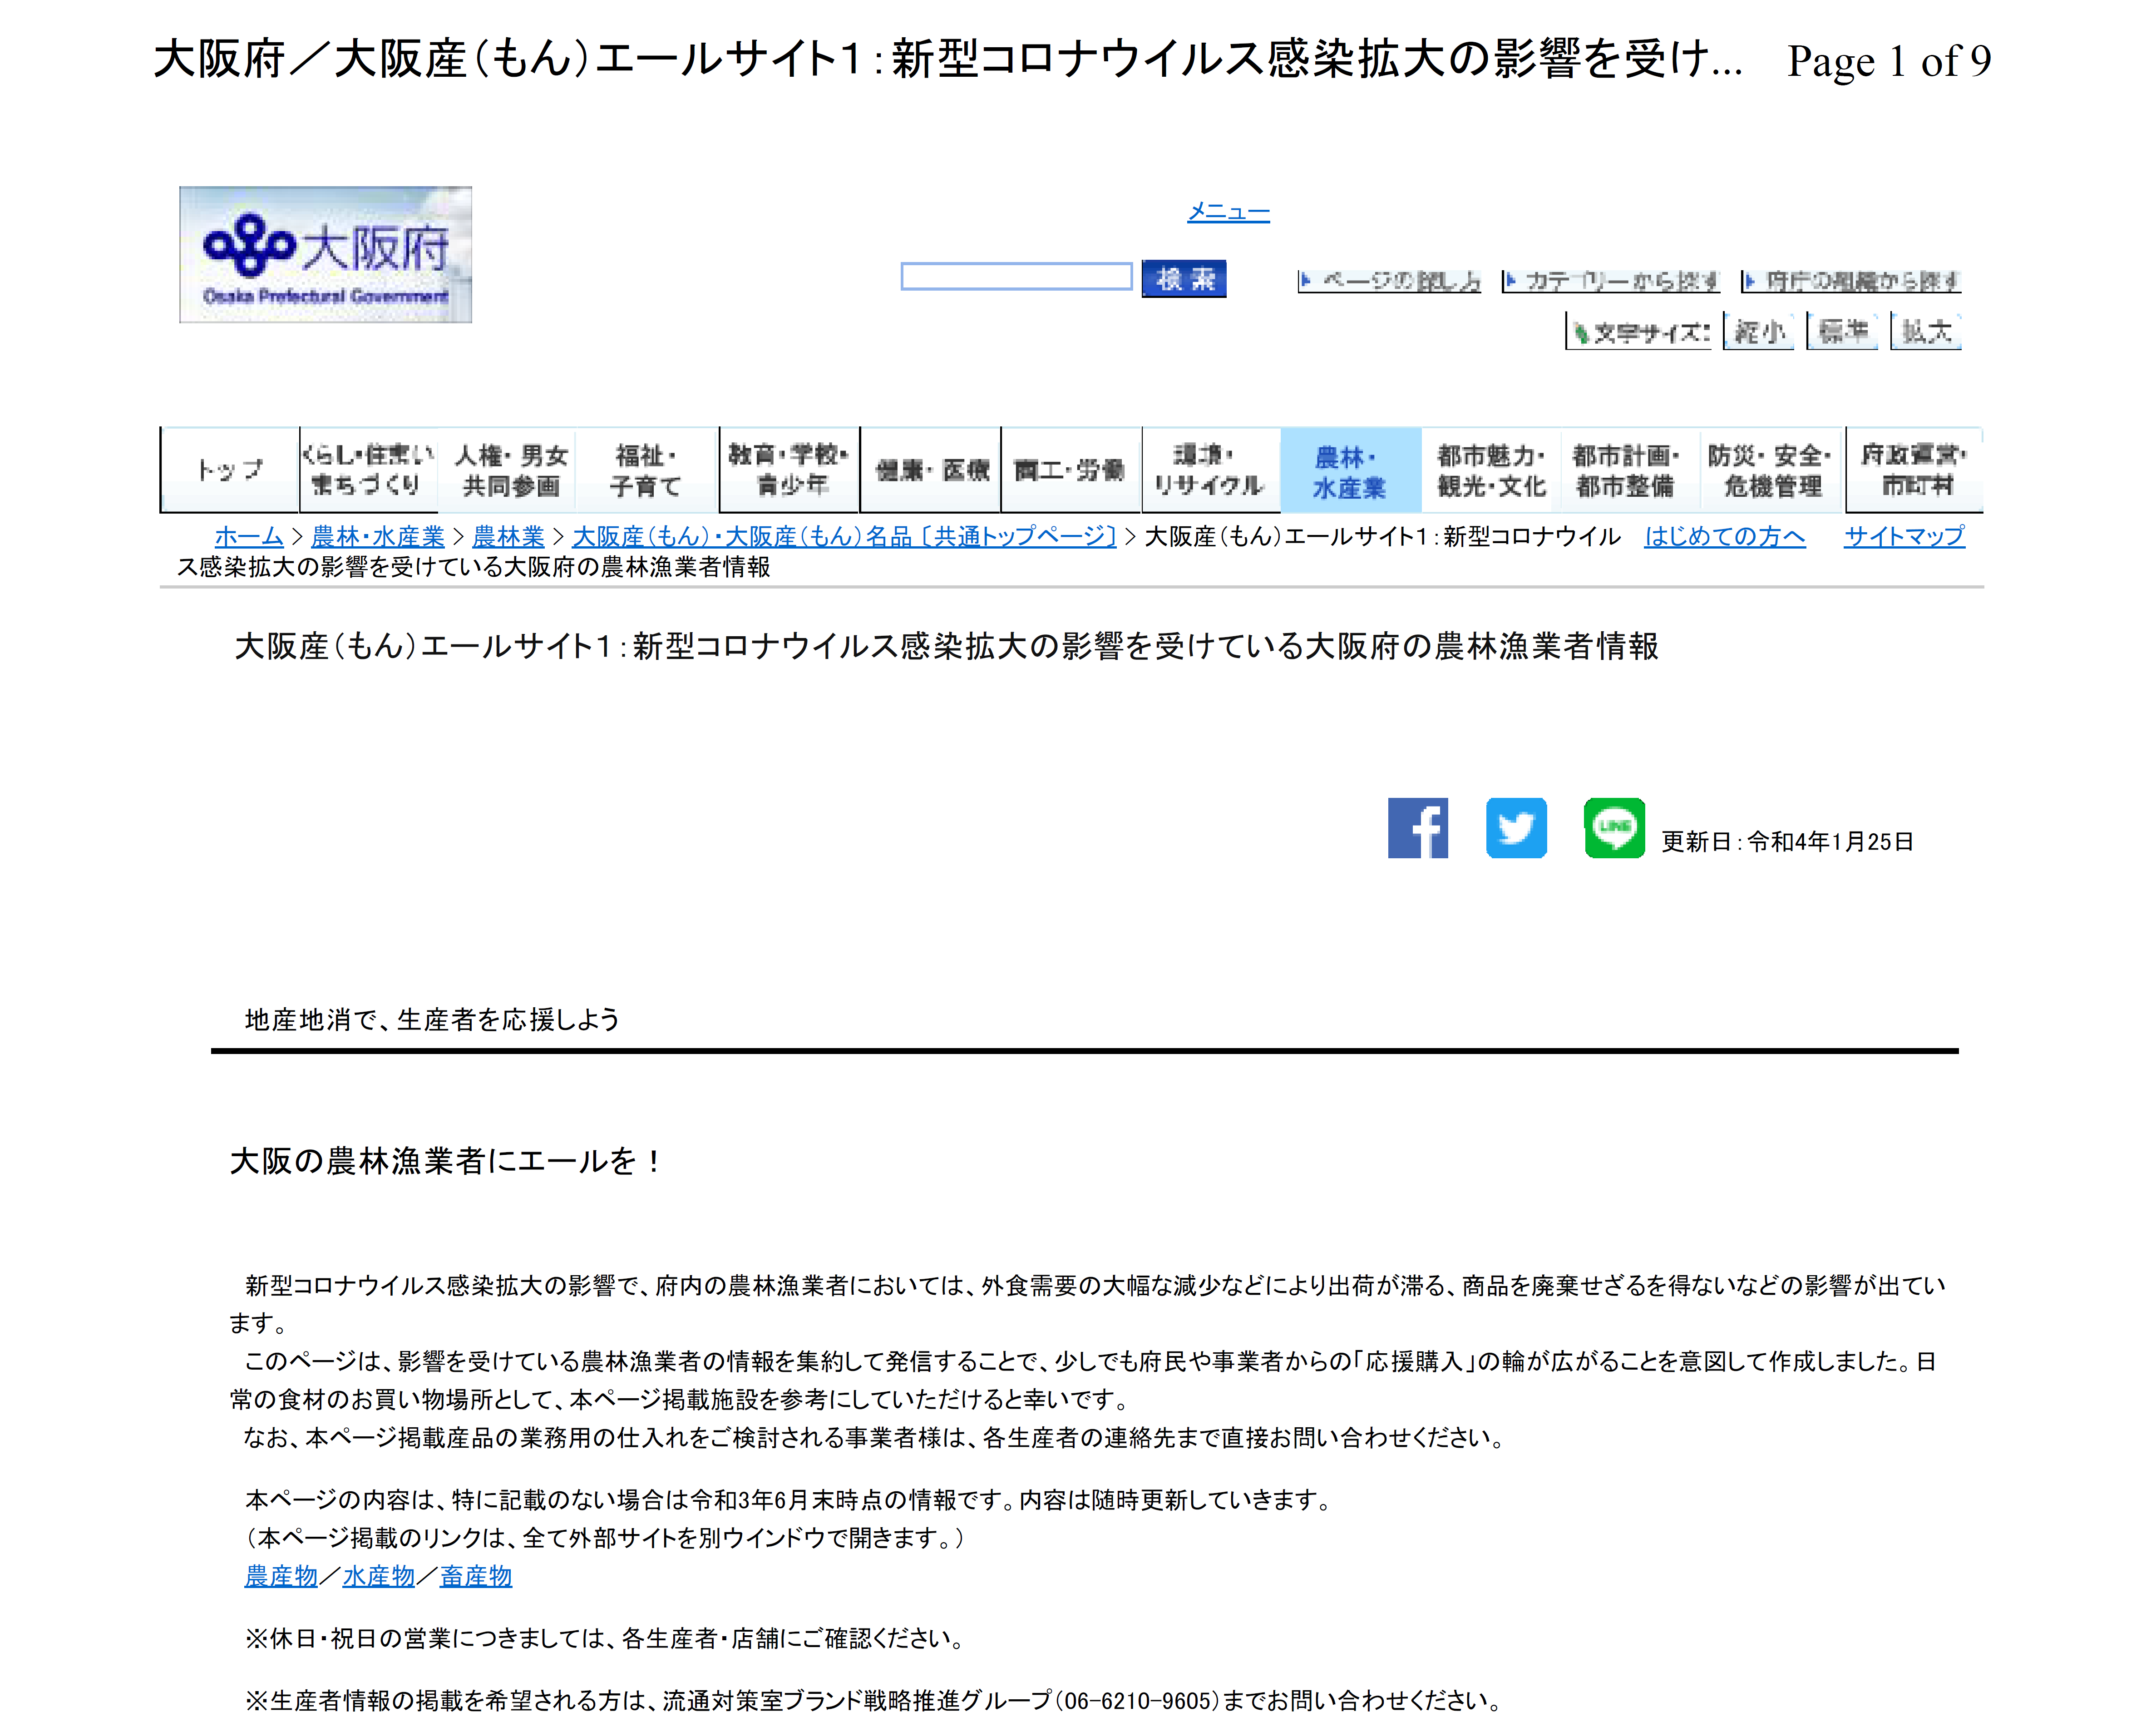 大阪府／大阪産（もん）エールサイト１：新型コロナウイルス感染拡大の影響を受け... Page 1 of 9
メニュー
大阪府
Osaka Prefectural Government
検索 ページの探し方 カテゴリーから探す 府庁の組織から探す
文字サイズ： 縮小 標準 拡大
トップ くらし・住まい まちづくり 人権・男女 共同参画 福祉・ 子育て 教育・学校・ 青少年 健康・医療 商工・労働 環境・ リサイクル 農林・ 水産業 都市魅力・ 観光・文化 都市計画・ 都市整備 防災・安全・ 危機管理 府政運営・ 市町村
ホーム > 農林・水産業 > 農林業 > 大阪産（もん）・大阪産（もん）名品〔共通トップページ〕 > 大阪産（もん）エールサイト１：新型コロナウイル はじめての方へ サイトマップ
ス感染拡大の影響を受けている大阪府の農林漁業者情報
大阪産（もん）エールサイト１：新型コロナウイルス感染拡大の影響を受けている大阪府の農林漁業者情報
LINE 更新日：令和4年1月25日
地産地消で、生産者を応援しよう
大阪の農林漁業者にエールを！
新型コロナウイルス感染拡大の影響で、府内の農林漁業者においては、外食需要の大幅な減少などにより出荷が滞る、商品を廃棄せざるを得ないなどの影響が出てい
ます。
このページは、影響を受けている農林漁業者の情報を集約して発信することで、少しでも府民や事業者からの「応援購入」の輪が広がることを意図して作成しました。日
常の食材のお買い物場所として、本ページ掲載施設を参考にしていただけると幸いです。
なお、本ページ掲載産品の業務用の仕入れをご検討される事業者様は、各生産者の連絡先まで直接お問い合わせください。
本ページの内容は、特に記載のない場合は令和3年6月末時点の情報です。内容は随時更新していきます。
（本ページ掲載のリンクは、全て外部サイトを別ウインドウで開きます。）
農産物／水産物／畜産物
※休日・祝日の営業につきましては、各生産者・店舗にご確認ください。
※生産者情報の掲載を希望される方は、流通対策室ブランド戦略推進グループ（06-6210-9605）までお問い合わせください。